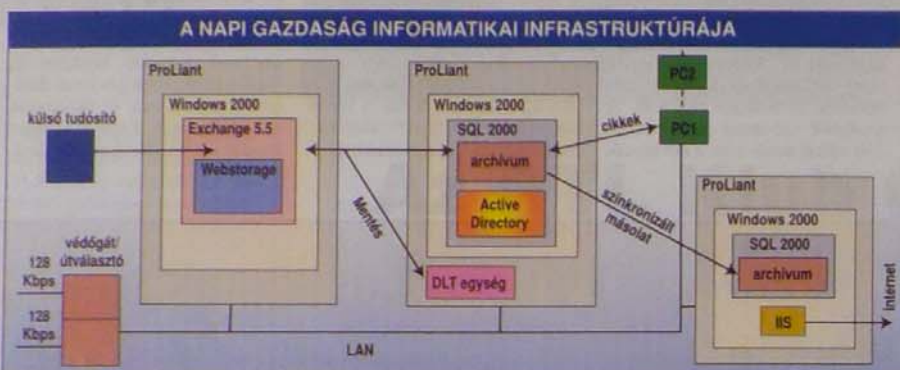 A NAPI GAZDASÁG INFORMATIKAI INFRASTRUKTÚRÁJA
külső tudósító
ProLiant
Windows 2000
Exchange 5.5
Webstorage
Mentés
ProLiant
Windows 2000
SQL 2000
archívum
Active
Directory
DLT egység
cikkek
PC2
PC1
szinkronizált
másolat
ProLiant
Windows 2000
SQL 2000
archívum
IIS
internet
védőgát/
útválasztó
128
Kbps
128
Kbps
LAN